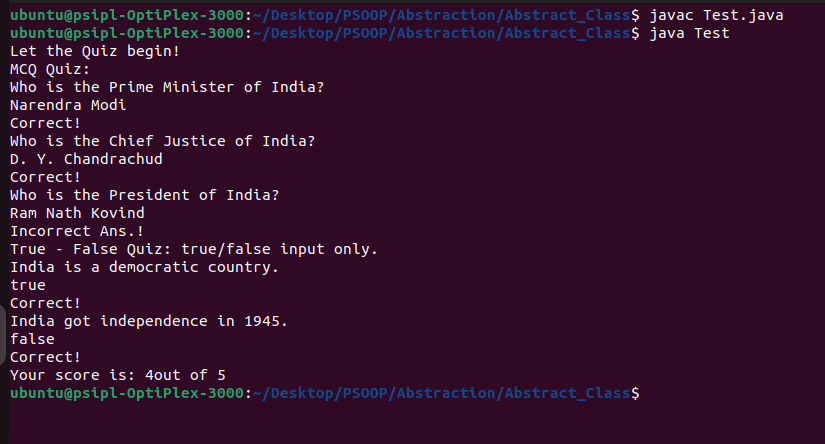 ubuntu@psipl-OptiPlex-3000:~/Desktop/PSOOP/Abstraction/Abstract_Class$ javac Test.java
ubuntu@psipl-OptiPlex-3000:~/Desktop/PSOOP/Abstraction/Abstract_Class$ java Test
Let the Quiz begin!
MCQ Quiz:
Who is the Prime Minister of India?
Narendra Modi
Correct!
Who is the Chief Justice of India?
D. Y. Chandrachud
Correct!
Who is the President of India?
Ram Nath Kovind
Incorrect Ans.!
True - False Quiz: true/false input only.
India is a democratic country.
true
Correct!
India got independence in 1945.
false
Correct!
Your score is: 4out of 5
ubuntu@psipl-OptiPlex-3000:~/Desktop/PSOOP/Abstraction/Abstract_Class$